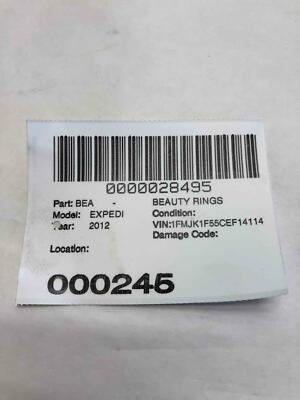 0000028495
Part: BEA - BEAUTY RINGS
Model: EXPEDI Condition:
Year: 2012 VIN:1FMJK1F55CEF14114
Damage Code:
Location:
000245